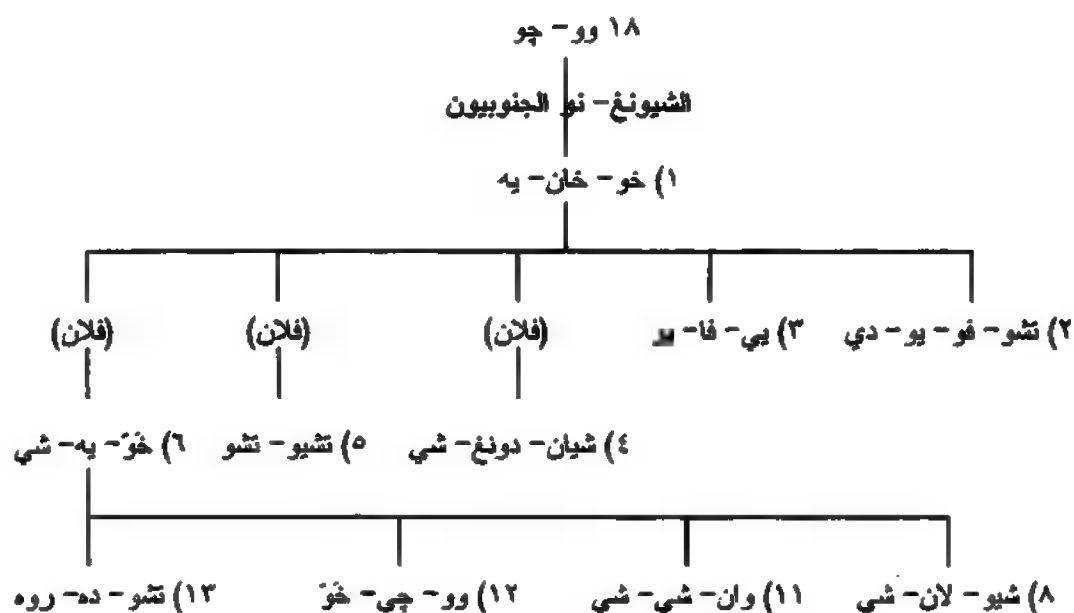 ١٨ وو- چو
الشيونغ- نو الجنوبيون
١) خو- خان- يه
٢) تشو- فو- يو- دي ٣) يي- فا- (فلان) (فلان) (فلان)
٤) شيان- دونغ- شي ٥) تشيو- تشو ٦) خوّ- يه- شي
٨) شيو- لان- شي ١١) وان- شي- شي ١٢) وو- چي- خوّ ١٣) تشو- ده- روه